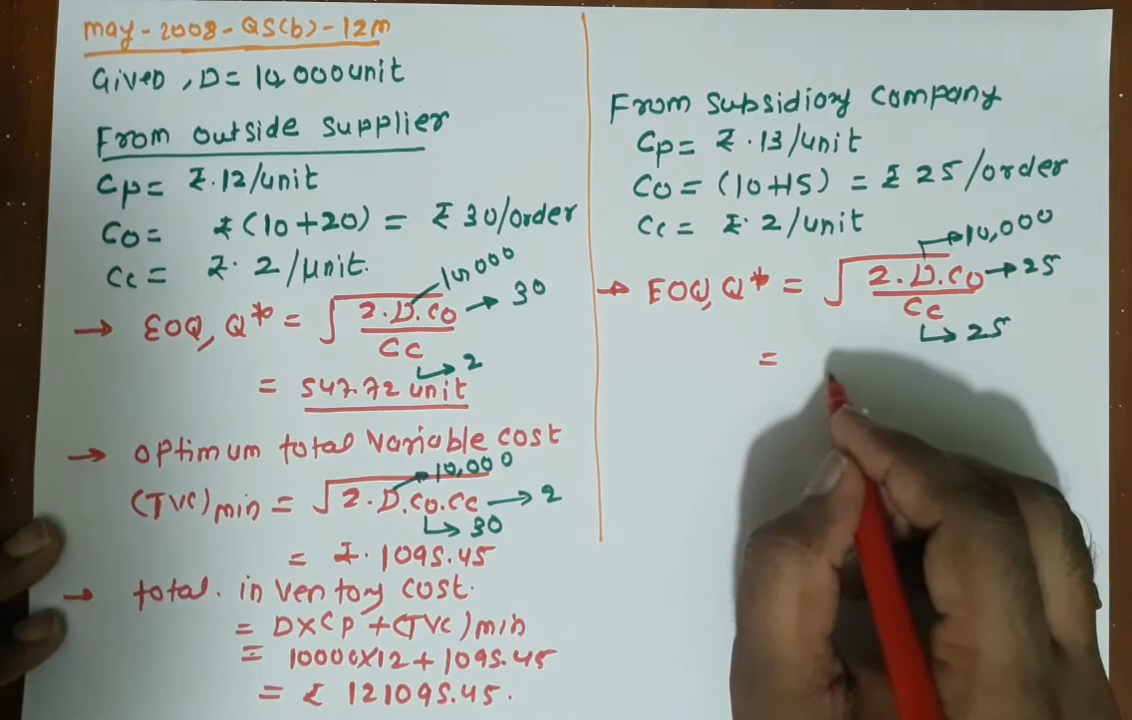 may-2008-Q5(b)-12m
Given, D= 10,000unit
From outside supplier
Cp= ₹.12/unit
Co= ₹(10+20) = ₹30/order
Cc= ₹. 2/unit.
→ EOQ, Q* = √2.D.Co/Cc
10,000
→ 30
↳ 2
= 547.72 unit
→ optimum total variable cost
(TVC)min = √2.D.Co.Cc → 2
→ 10,000
↳ 30
= ₹.1095.45
→ total. inventory cost.
= D×Cp+(TVC)min
= 10000×12+1095.45
= ₹ 121095.45.
From subsidiory company
Cp= ₹.13/unit
Co= (10+15) = ₹25/order
Cc= ₹. 2/unit
→ EOQ, Q* = √2.D.Co/Cc
→ 10,000
→ 25
↳ 25
=